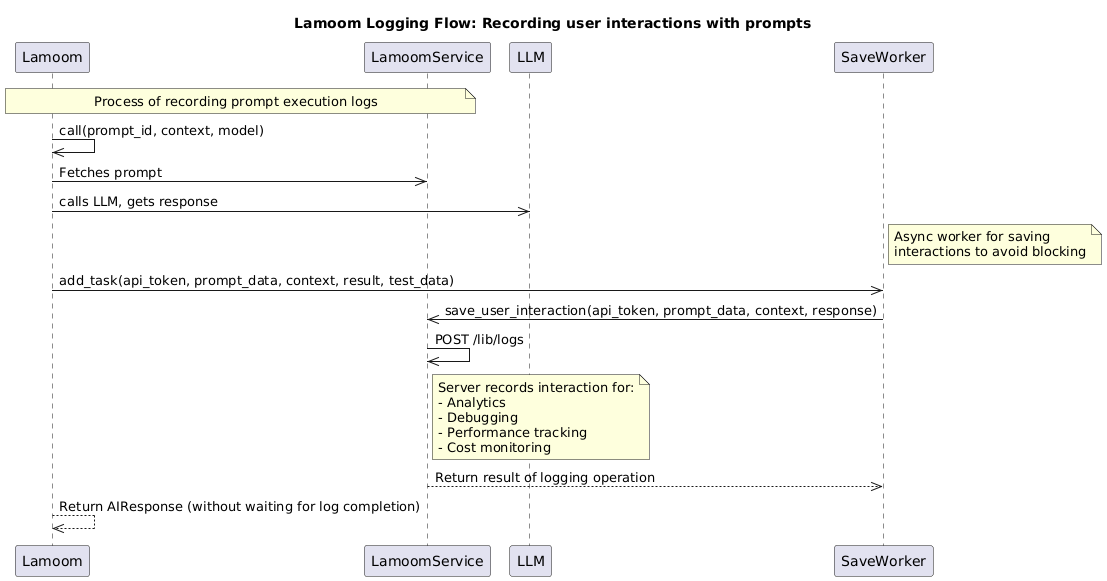 Lamoom Logging Flow: Recording user interactions with prompts
Lamoom
LamoomService
LLM
SaveWorker
Process of recording prompt execution logs
call(prompt_id, context, model)
Fetches prompt
calls LLM, gets response
Async worker for saving
interactions to avoid blocking
add_task(api_token, prompt_data, context, result, test_data)
save_user_interaction(api_token, prompt_data, context, response)
POST /lib/logs
Server records interaction for:
- Analytics
- Debugging
- Performance tracking
- Cost monitoring
Return result of logging operation
Return AIResponse (without waiting for log completion)
Lamoom
LamoomService
LLM
SaveWorker